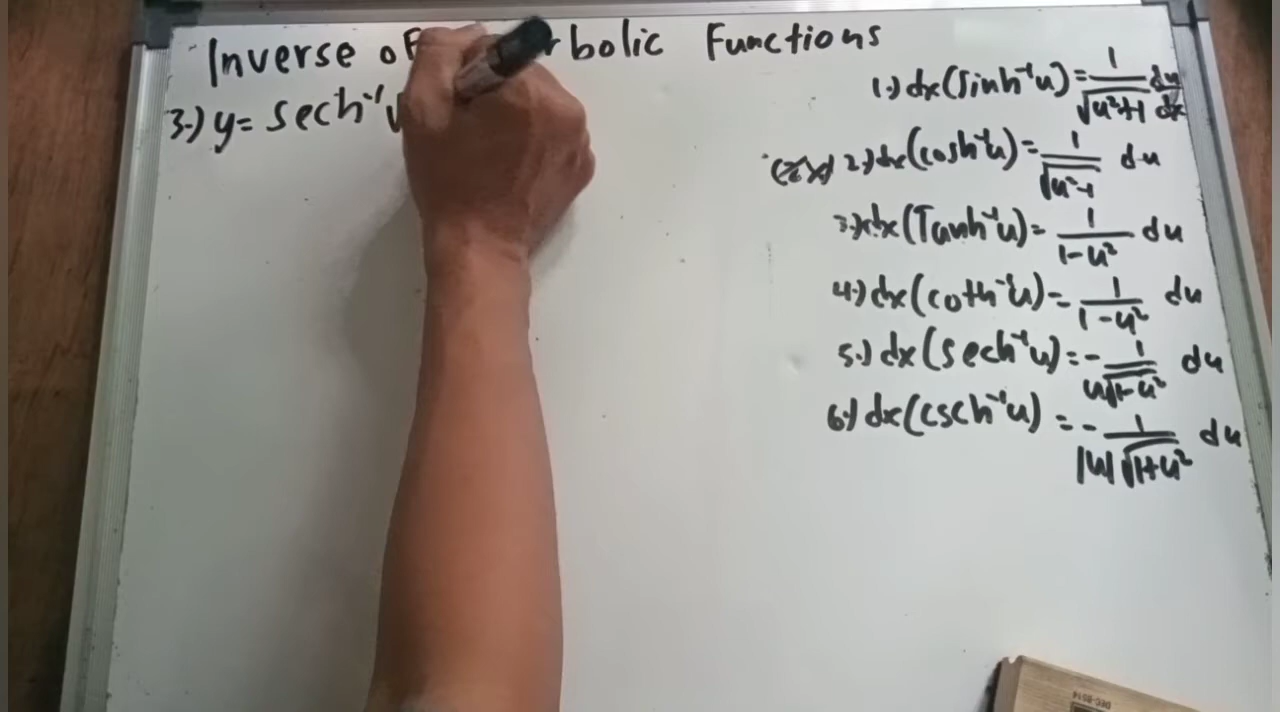 Inverse of rbolic Functions
3.) y= sech⁻¹√
1.) dx(sinh⁻¹u)=1/√u²+1 du/dx
2.) dx(cosh⁻¹u)=1/√u²-1 du
3.) dx(Tanh⁻¹u)=1/1-u² du
4.) dx(coth⁻¹u)=1/1-u² du
5.) dx(sech⁻¹u)=-1/u√1-u² du
6.) dx(csch⁻¹u)=-1/|u|√1+u² du
DEC-8514